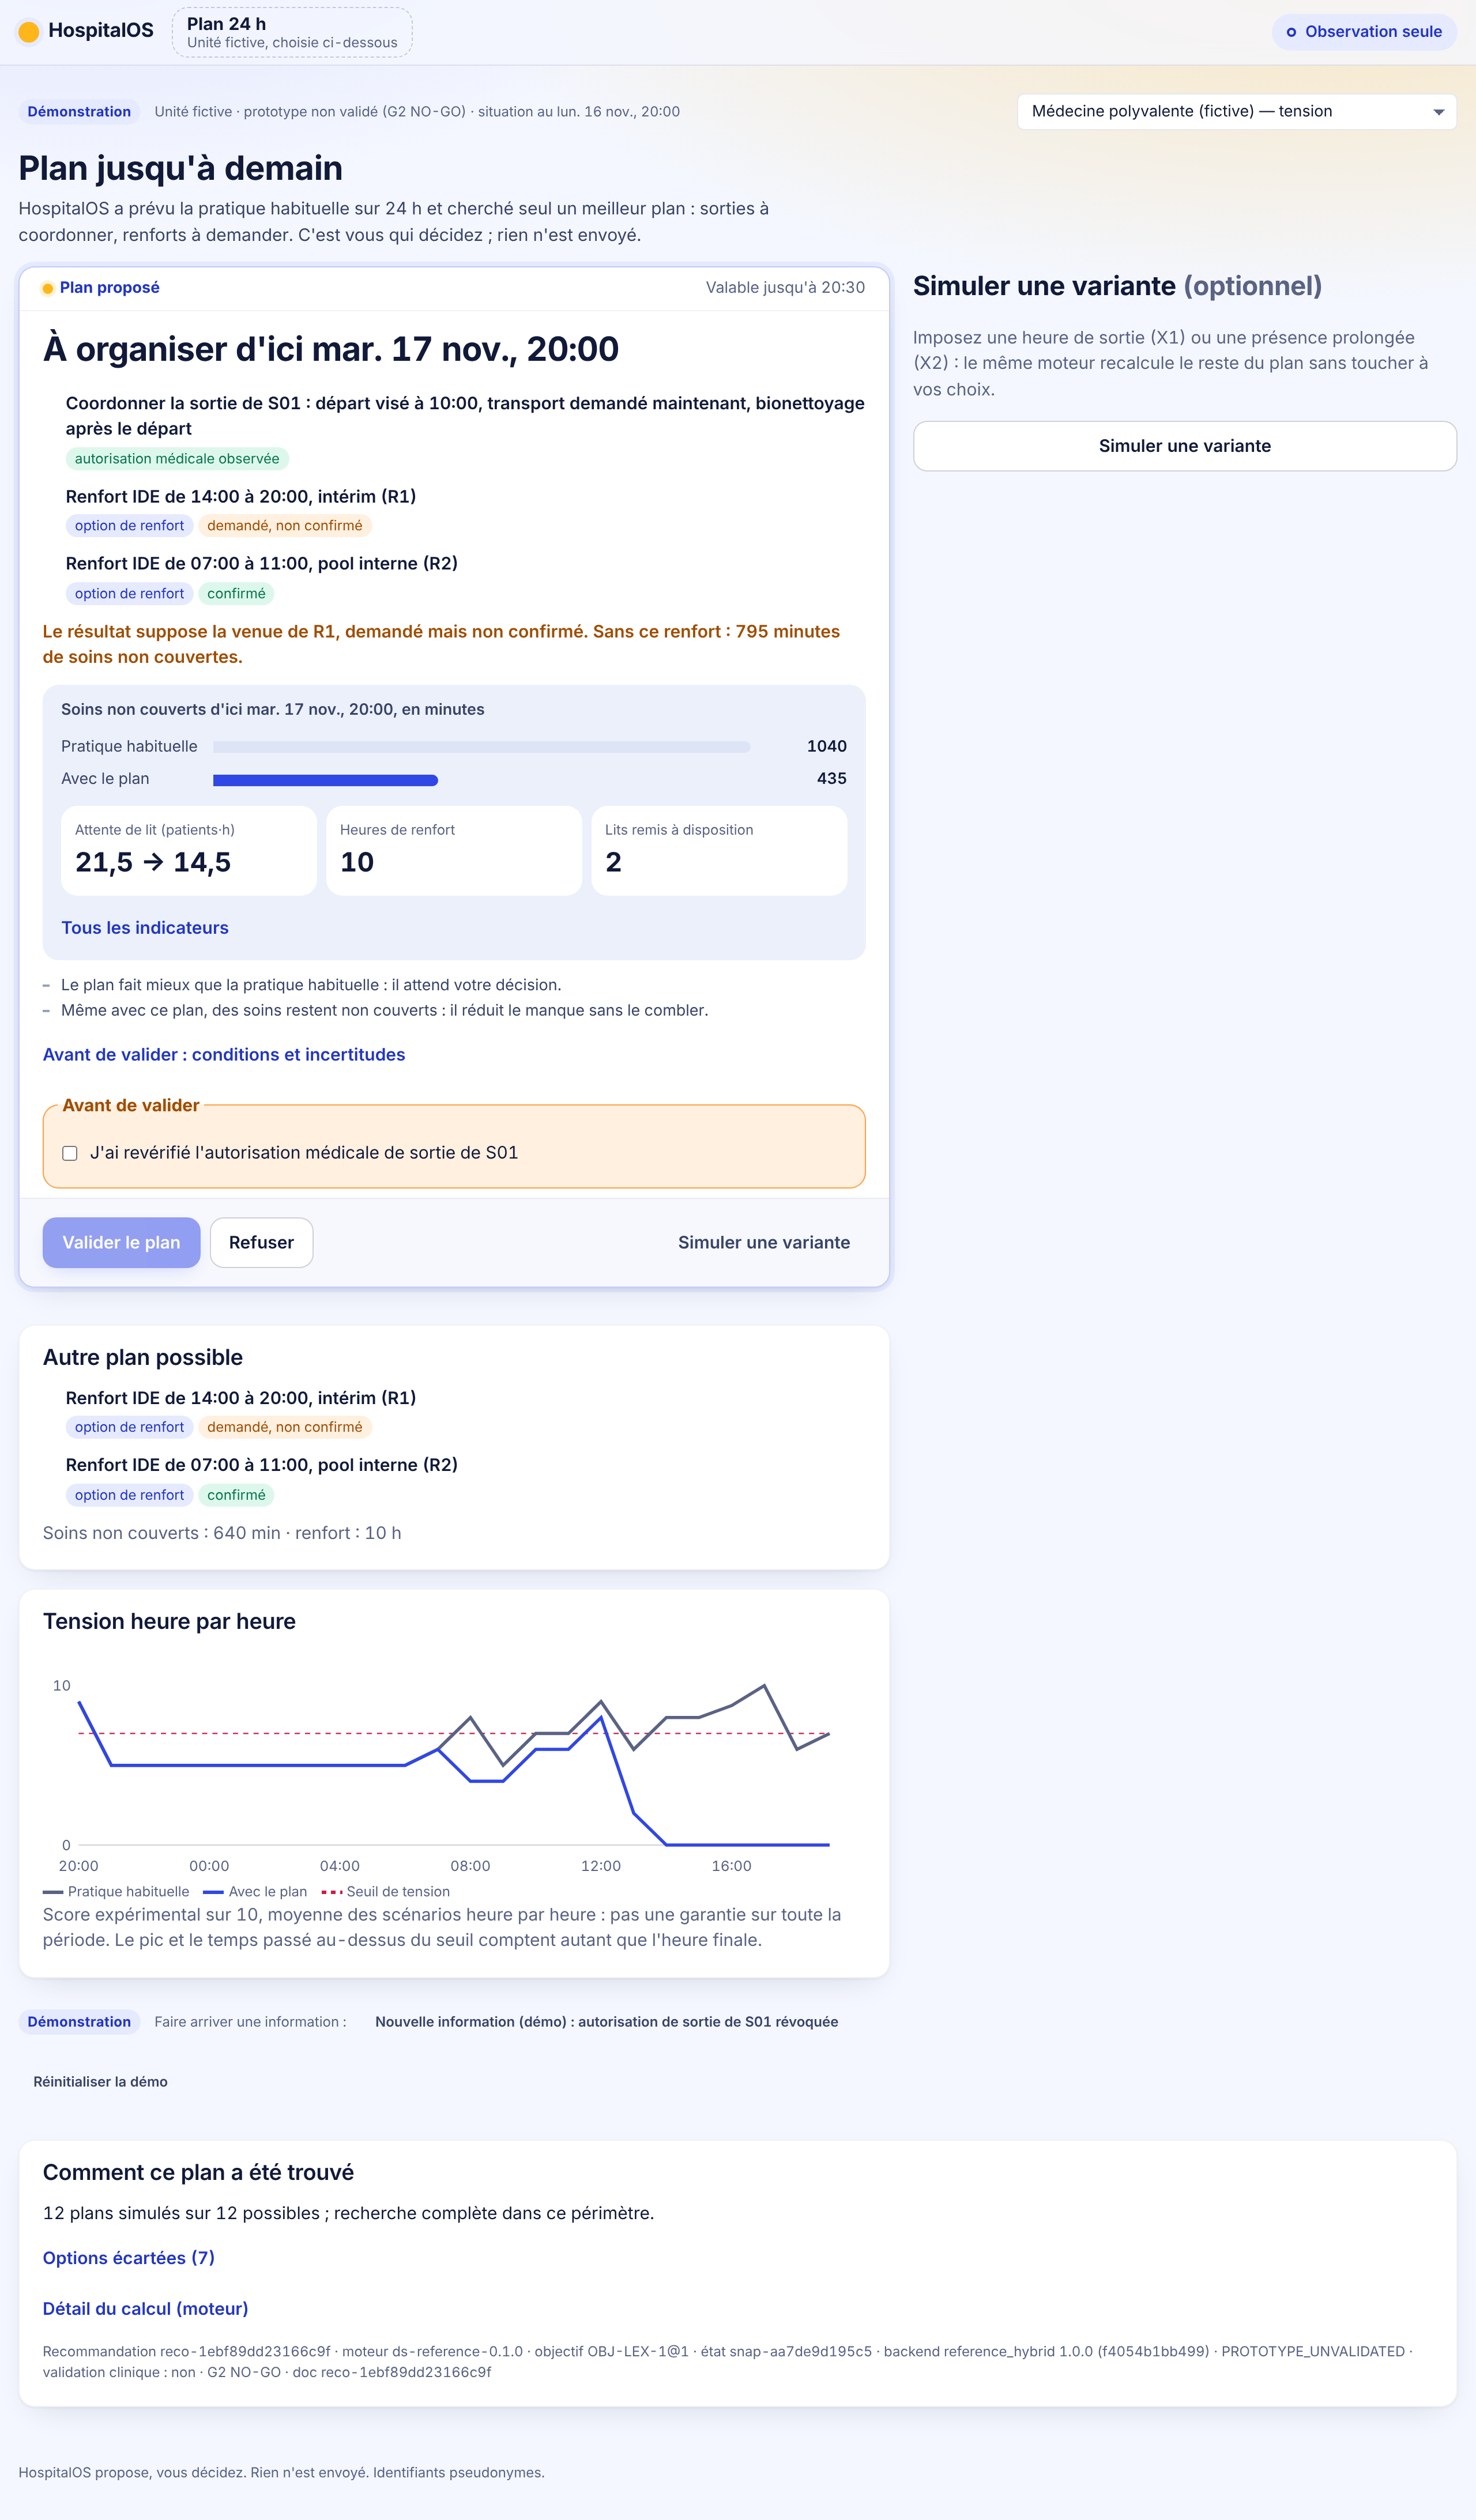 HospitalOS
Plan 24 h
Unité fictive, choisie ci-dessous
Observation seule
Démonstration
Unité fictive · prototype non validé (G2 NO-GO) · situation au lun. 16 nov., 20:00
Médecine polyvalente (fictive) — tension
Plan jusqu'à demain
HospitalOS a prévu la pratique habituelle sur 24 h et cherché seul un meilleur plan : sorties à
coordonner, renforts à demander. C'est vous qui décidez ; rien n'est envoyé.
Plan proposé
Valable jusqu'à 20:30
À organiser d'ici mar. 17 nov., 20:00
Coordonner la sortie de S01 : départ visé à 10:00, transport demandé maintenant, bionettoyage
après le départ
autorisation médicale observée
Renfort IDE de 14:00 à 20:00, intérim (R1)
option de renfort demandé, non confirmé
Renfort IDE de 07:00 à 11:00, pool interne (R2)
option de renfort confirmé
Le résultat suppose la venue de R1, demandé mais non confirmé. Sans ce renfort : 795 minutes
de soins non couvertes.
Soins non couverts d'ici mar. 17 nov., 20:00, en minutes
Pratique habituelle 1040
Avec le plan 435
Attente de lit (patients·h)
21,5 → 14,5
Heures de renfort
10
Lits remis à disposition
2
Tous les indicateurs
– Le plan fait mieux que la pratique habituelle : il attend votre décision.
– Même avec ce plan, des soins restent non couverts : il réduit le manque sans le combler.
Avant de valider : conditions et incertitudes
Avant de valider
J'ai revérifié l'autorisation médicale de sortie de S01
Valider le plan
Refuser
Simuler une variante
Simuler une variante (optionnel)
Imposez une heure de sortie (X1) ou une présence prolongée
(X2) : le même moteur recalcule le reste du plan sans toucher à
vos choix.
Simuler une variante
Autre plan possible
Renfort IDE de 14:00 à 20:00, intérim (R1)
option de renfort demandé, non confirmé
Renfort IDE de 07:00 à 11:00, pool interne (R2)
option de renfort confirmé
Soins non couverts : 640 min · renfort : 10 h
Tension heure par heure
10
0
20:00 00:00 04:00 08:00 12:00 16:00
Pratique habituelle Avec le plan Seuil de tension
Score expérimental sur 10, moyenne des scénarios heure par heure : pas une garantie sur toute la
période. Le pic et le temps passé au-dessus du seuil comptent autant que l'heure finale.
Démonstration
Faire arriver une information :
Nouvelle information (démo) : autorisation de sortie de S01 révoquée
Réinitialiser la démo
Comment ce plan a été trouvé
12 plans simulés sur 12 possibles ; recherche complète dans ce périmètre.
Options écartées (7)
Détail du calcul (moteur)
Recommandation reco-1ebf89dd23166c9f · moteur ds-reference-0.1.0 · objectif OBJ-LEX-1@1 · état snap-aa7de9d195c5 · backend reference_hybrid 1.0.0 (f4054b1bb499) · PROTOTYPE_UNVALIDATED ·
validation clinique : non · G2 NO-GO · doc reco-1ebf89dd23166c9f
HospitalOS propose, vous décidez. Rien n'est envoyé. Identifiants pseudonymes.